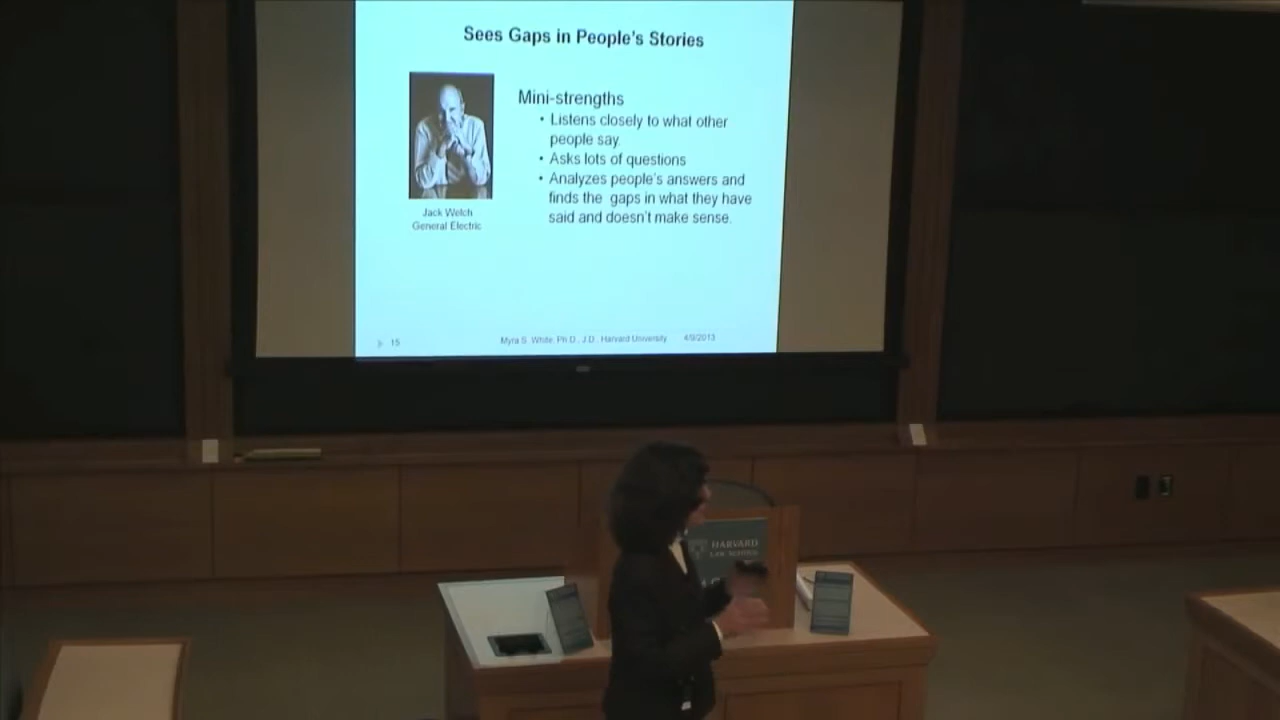 Sees Gaps in People's Stories
Mini-strengths
• Listens closely to what other
people say.
• Asks lots of questions
• Analyzes people's answers and
finds the gaps in what they have
said and doesn't make sense.
Jack Welch
General Electric
15
Myra S. White, Ph.D., J.D., Harvard University
4/9/2013
HARVARD
LAW SCHOOL